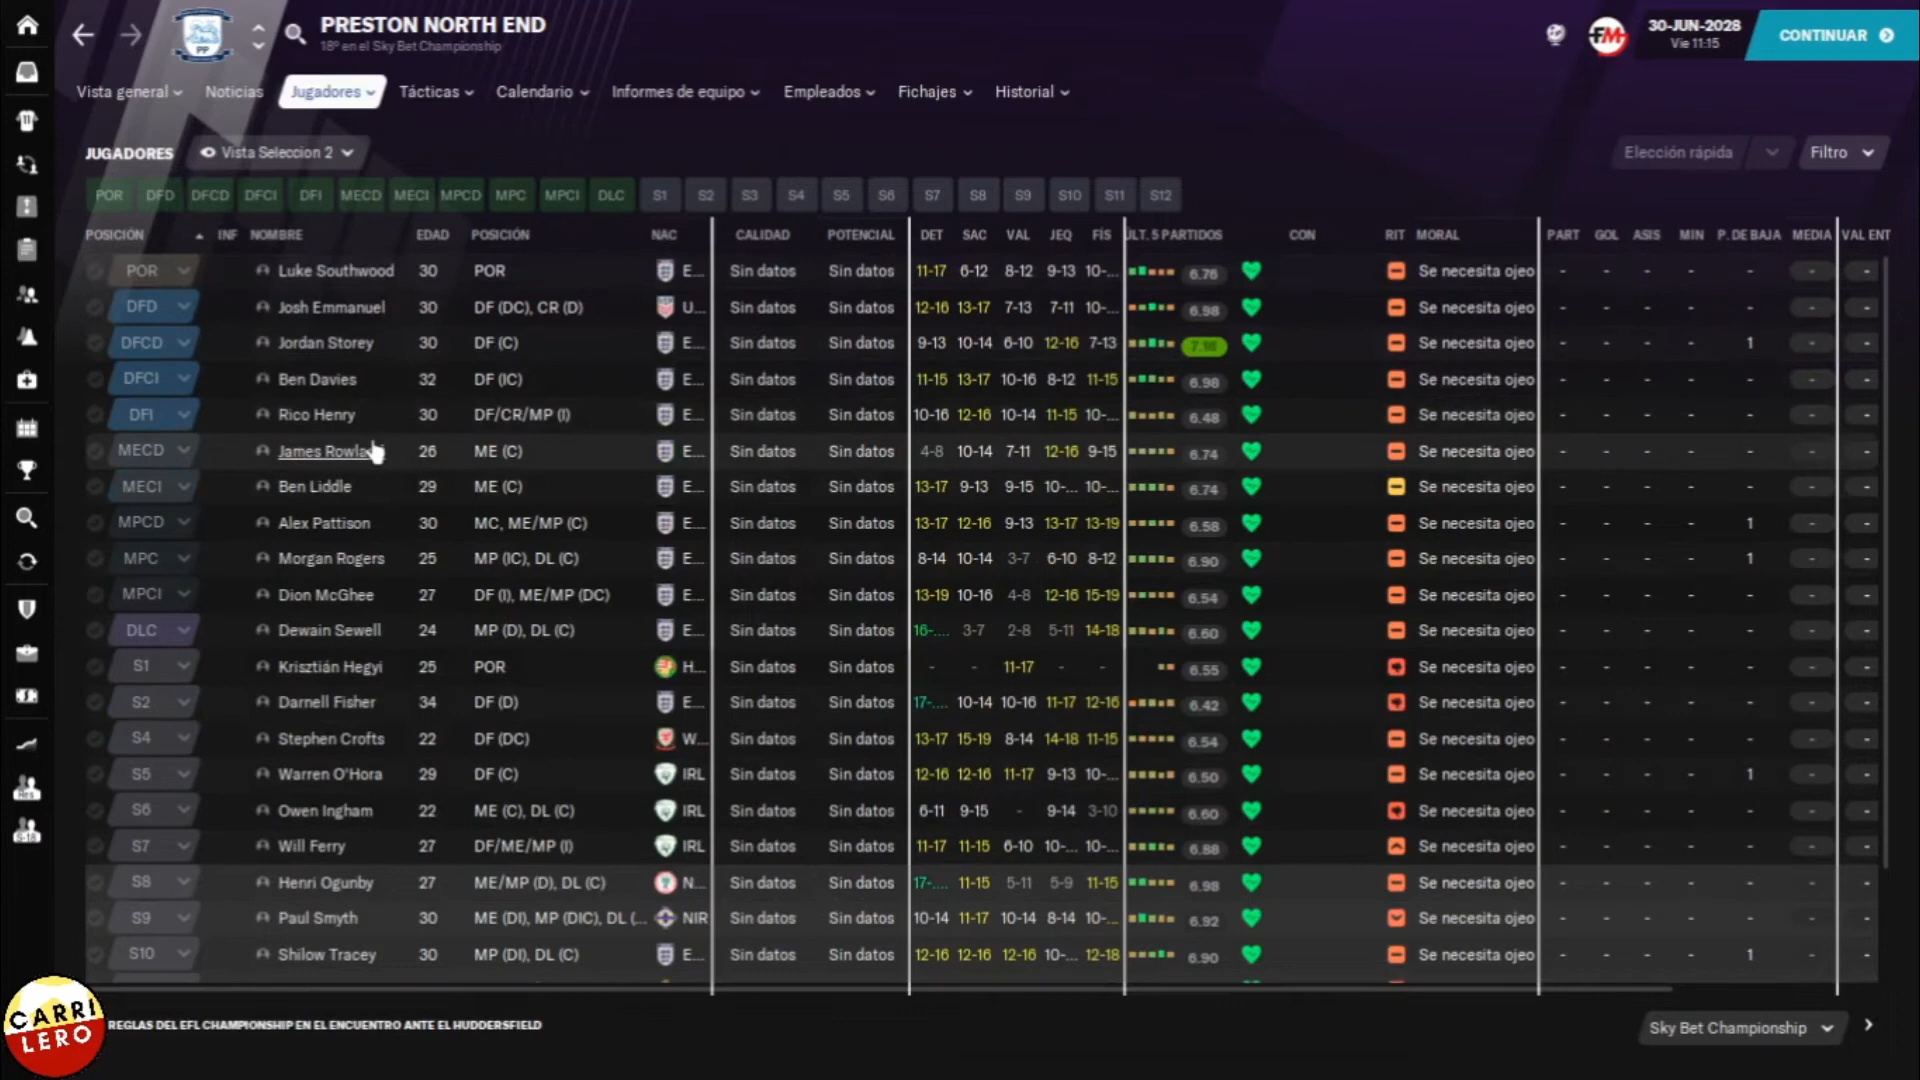 PRESTON NORTH END
18º en el Sky Bet Championship
FM
30-JUN-2028
Vie 11:15
CONTINUAR
Vista general Noticias Jugadores Tácticas Calendario Informes de equipo Empleados Fichajes Historial
JUGADORES Vista Seleccion 2 Elección rápida Filtro
POR DFD DFCD DFCI DFI MECD MECI MPCD MPC MPCI DLC S1 S2 S3 S4 S5 S6 S7 S8 S9 S10 S11 S12
POSICIÓN INF NOMBRE EDAD POSICIÓN NAC CALIDAD POTENCIAL DET SAC VAL JEQ FÍS ÚLT. 5 PARTIDOS CON RIT MORAL PART GOL ASIS MIN P. DE BAJA MEDIA VAL ENT
POR Luke Southwood 30 POR E... Sin datos Sin datos 11-17 6-12 8-12 9-13 10-... 6.76 Se necesita ojeo - - - - - - -
DFD Josh Emmanuel 30 DF (DC), CR (D) U... Sin datos Sin datos 12-16 13-17 7-13 7-11 10-... 6.98 Se necesita ojeo - - - - - - -
DFCD Jordan Storey 30 DF (C) E... Sin datos Sin datos 9-13 10-14 6-10 12-16 7-13 Se necesita ojeo - - - - 1 - -
DFCI Ben Davies 32 DF (IC) E... Sin datos Sin datos 11-15 13-17 10-16 8-12 11-15 6.98 Se necesita ojeo - - - - - - -
DFI Rico Henry 30 DF/CR/MP (I) E... Sin datos Sin datos 10-16 12-16 10-14 11-15 10-... 6.48 Se necesita ojeo - - - - - - -
MECD James 26 ME (C) E... Sin datos Sin datos 4-8 10-14 7-11 12-16 9-15 6.74 Se necesita ojeo - - - - - - -
MECI Ben Liddle 29 ME (C) E... Sin datos Sin datos 13-17 9-13 9-15 10-... 10-... 6.74 Se necesita ojeo - - - - - - -
MPCD Alex Pattison 30 MC, ME/MP (C) E... Sin datos Sin datos 13-17 12-16 9-13 13-17 13-19 6.58 Se necesita ojeo - - - - 1 - -
MPC Morgan Rogers 25 MP (IC), DL (C) E... Sin datos Sin datos 8-14 10-14 3-7 6-10 8-12 6.90 Se necesita ojeo - - - - 1 - -
MPCI Dion McGhee 27 DF (I), ME/MP (DC) E... Sin datos Sin datos 13-19 10-16 4-8 12-16 15-19 6.54 Se necesita ojeo - - - - - - -
DLC Dewain Sewell 24 MP (D), DL (C) E... Sin datos Sin datos 16-... 3-7 2-8 5-11 14-18 6.60 Se necesita ojeo - - - - - - -
S1 Krisztián Hegyi 25 POR H... Sin datos Sin datos - - 11-17 - - 6.55 Se necesita ojeo - - - - - - -
S2 Darnell Fisher 34 DF (D) E... Sin datos Sin datos 17-... 10-14 10-16 11-17 12-16 6.42 Se necesita ojeo - - - - - - -
S4 Stephen Crofts 22 DF (DC) W... Sin datos Sin datos 13-17 15-19 8-14 14-18 11-15 6.54 Se necesita ojeo - - - - - - -
S5 Warren O'Hora 29 DF (C) IRL Sin datos Sin datos 12-16 12-16 11-17 9-13 10-... 6.50 Se necesita ojeo - - - - 1 - -
S6 Owen Ingham 22 ME (C), DL (C) IRL Sin datos Sin datos 6-11 9-15 - 9-14 3-10 6.60 Se necesita ojeo - - - - - - -
S7 Will Ferry 27 DF/ME/MP (I) IRL Sin datos Sin datos 11-17 11-15 6-10 10-... 10-... 6.88 Se necesita ojeo - - - - - - -
S8 Henri Ogunby 27 ME/MP (D), DL (C) N... Sin datos Sin datos 17-... 11-15 5-11 5-9 11-15 6.98 Se necesita ojeo - - - - - - -
S9 Paul Smyth 30 ME (DI), MP (DIC), DL (... NIR Sin datos Sin datos 10-14 11-17 10-14 8-14 10-... 6.92 Se necesita ojeo - - - - - - -
S10 Shilow Tracey 30 MP (DI), DL (C) E... Sin datos Sin datos 12-16 12-16 12-16 10-... 12-18 6.90 Se necesita ojeo - - - - 1 - -
CARRI
LERO
REGLAS DEL EFL CHAMPIONSHIP EN EL ENCUENTRO ANTE EL HUDDERSFIELD
Sky Bet Championship